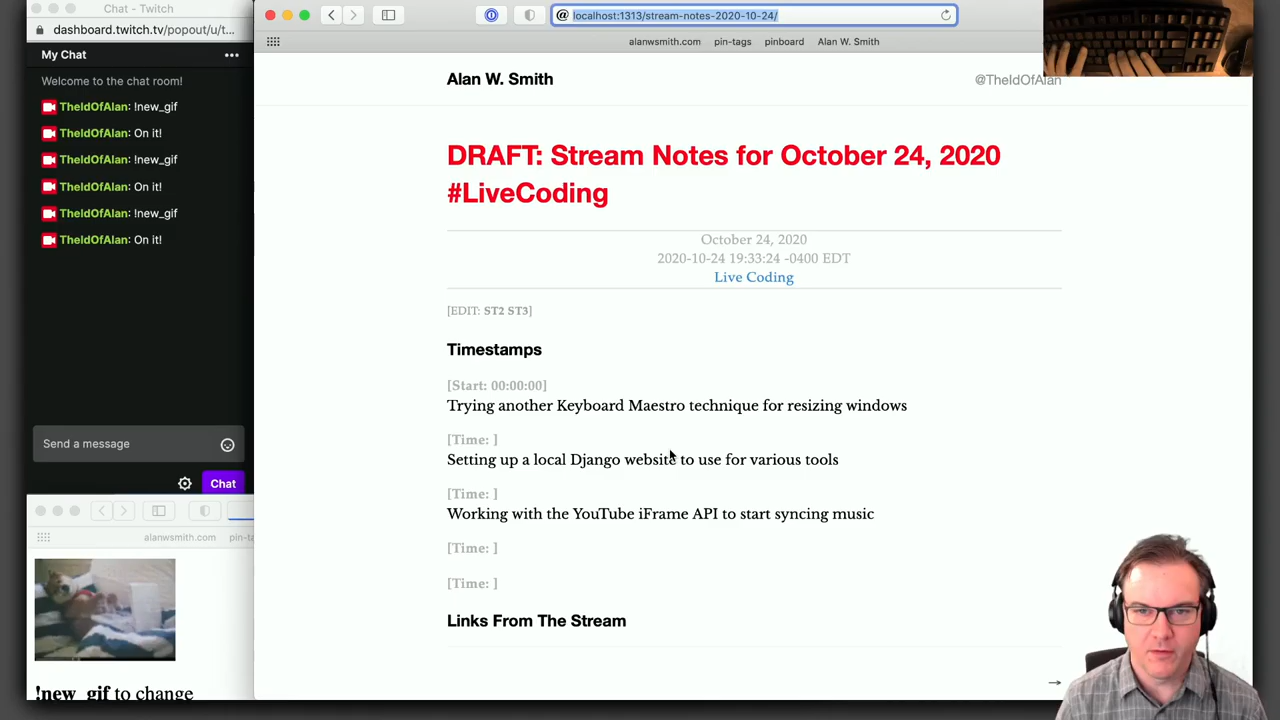 Chat - Twitch
dashboard.twitch.tv/popout/u/t...
My Chat
Welcome to the chat room!
TheIdOfAlan: !new_gif
TheIdOfAlan: On it!
TheIdOfAlan: !new_gif
TheIdOfAlan: On it!
TheIdOfAlan: !new_gif
TheIdOfAlan: On it!
Send a message
Chat
alanwsmith.com pin-ta
!new_gif to change
localhost:1313/stream-notes-2020-10-24/
alanwsmith.com pin-tags pinboard Alan W. Smith
Alan W. Smith
@TheIdOfAlan
DRAFT: Stream Notes for October 24, 2020
#LiveCoding
October 24, 2020
2020-10-24 19:33:24 -0400 EDT
Live Coding
[EDIT: ST2 ST3]
Timestamps
[Start: 00:00:00]
Trying another Keyboard Maestro technique for resizing windows
[Time: ]
Setting up a local Django website to use for various tools
[Time: ]
Working with the YouTube iFrame API to start syncing music
[Time: ]
[Time: ]
Links From The Stream
→